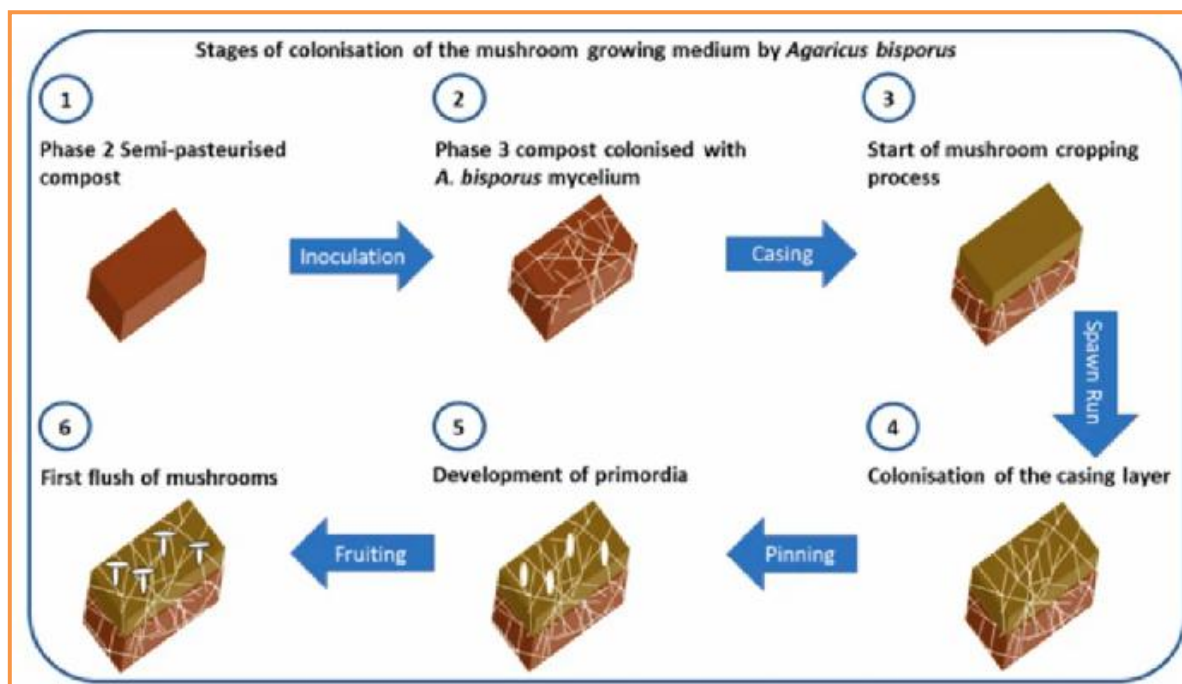 Stages of colonisation of the mushroom growing medium by Agaricus bisporus
1
Phase 2 Semi-pasteurised
compost
Inoculation
2
Phase 3 compost colonised with
A. bisporus mycelium
Casing
3
Start of mushroom cropping
process
Spawn Run
4
Colonisation of the casing layer
Pinning
5
Development of primordia
Fruiting
6
First flush of mushrooms